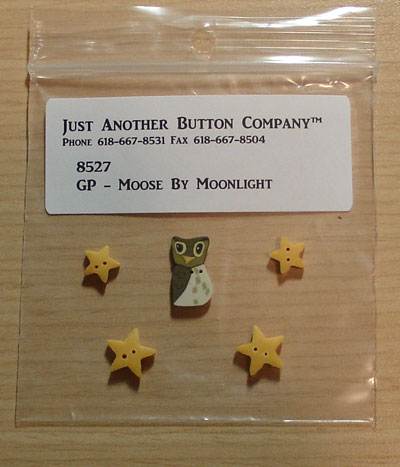 Just Another Button Company™
Phone 618-667-8531 Fax 618-667-8504
8527
GP - Moose By Moonlight